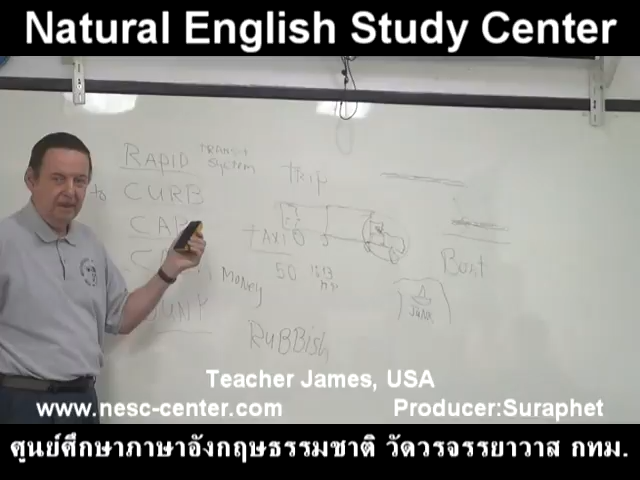 Natural English Study Center
RAPID TRANSIT SYSTEM
trip
to CURB
CAB
TAXI
50
Money
Boat
JUNK
JUNK
RuBBish
Teacher James, USA
www.nesc-center.com Producer:Suraphet
ศูนย์ศึกษาภาษาอังกฤษธรรมชาติ วัดวรจรรยาวาส กทม.